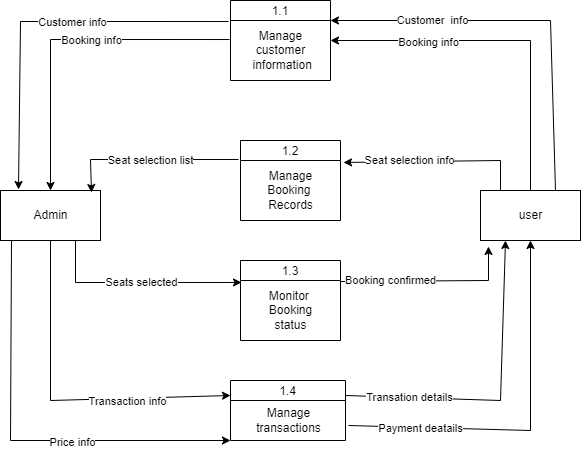 1.1
Customer info
Customer  info
Manage
customer
information
Booking info
Booking info
1.2
Seat selection list
Seat selection info
Manage
Booking
Records
Admin
user
1.3
Seats selected
Booking confirmed
Monitor
Booking
status
1.4
Transaction info
Transation details
Manage
transactions
Payment deatails
Price info